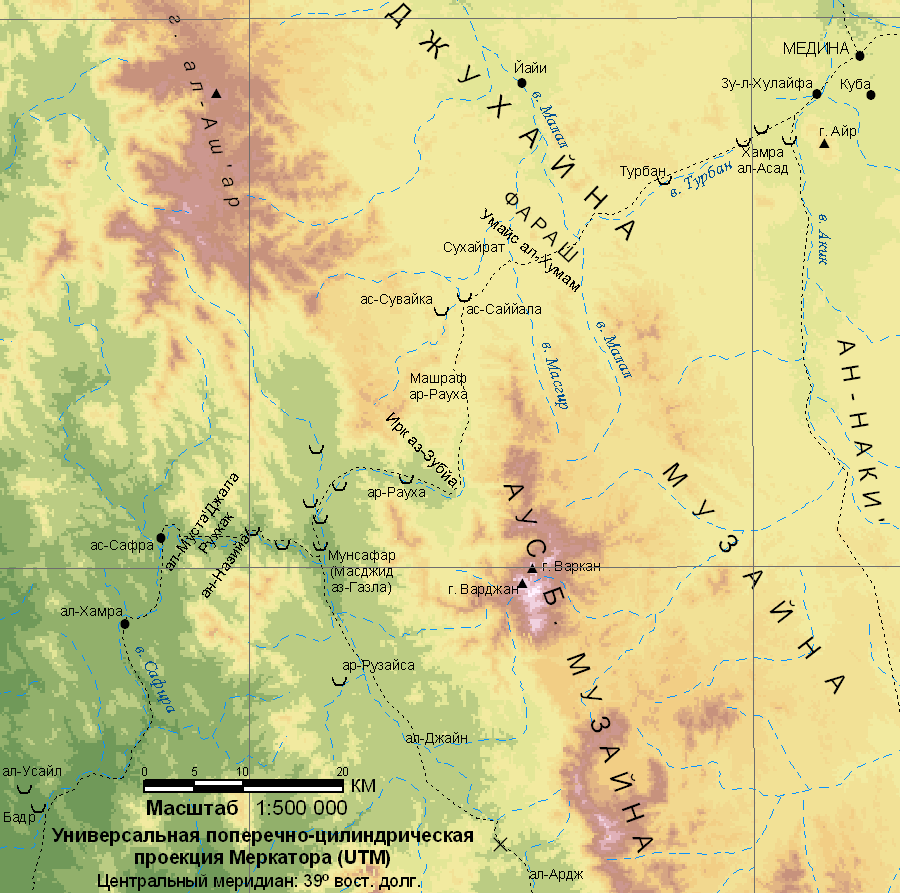 ДЖУХАЙНА
г. ал-Аш'ар
МЕДИНА
Йайи
Зу-л-Хулайфа
Куба
в. Малал
г. Айр
Хамра
ал-Асад
Турбан
в. Турбан
ФАРАШ
Умайс ал-Хумам
Сухайрат
в. Акик
ас-Сувайка
ас-Саййала
в. Масгир
в. Малал
АН-НАКИ'
Машраф
ар-Рауха
Ирк аз-Зубйа
ар-Рауха
МУЗАЙНА
АУС Б. МУЗАЙНА
ал-Муста'Джала
Руххак
ан-Назийа
ас-Сафра
Мунсафар
(Масджид
аз-Газла)
г. Варкан
г. Варджан
ал-Хамра
в. Сафира
ар-Рузайса
ал-Джайн
ал-Усайл
Бадр
0 5 10 20
КМ
Масштаб 1:500 000
Универсальная поперечно-цилиндрическая
проекция Меркатора (UTM)
Центральный меридиан: 39º вост. долг.
ал-Ардж